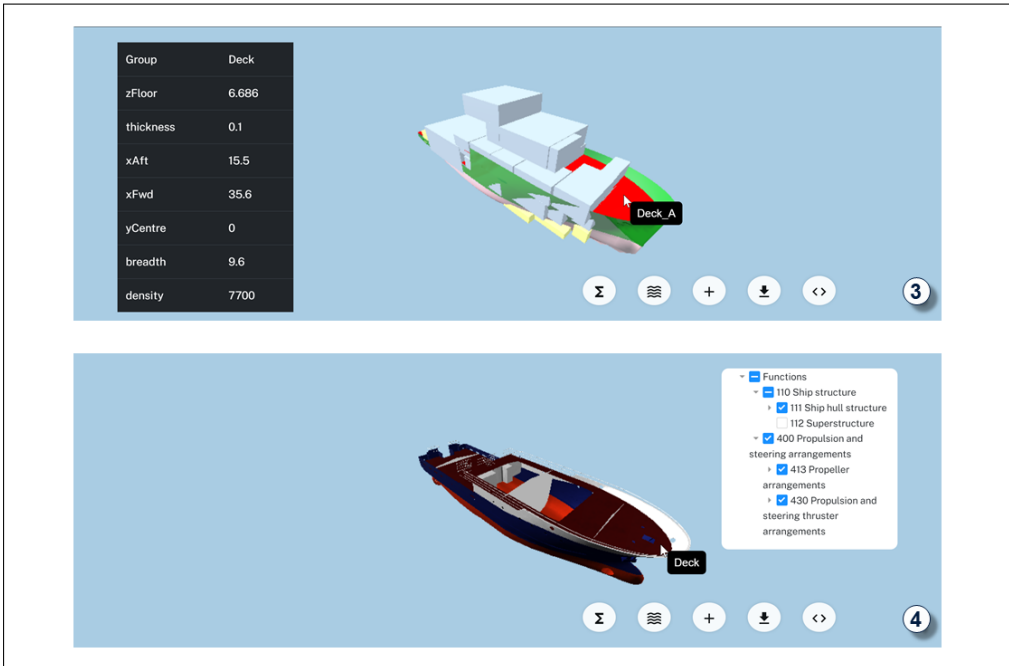 Group Deck
zFloor 6.686
thickness 0.1
xAft 15.5
xFwd 35.6
yCentre 0
breadth 9.6
density 7700
Deck_A
Σ
+
<>
3
Functions
110 Ship structure
111 Ship hull structure
112 Superstructure
400 Propulsion and
steering arrangements
413 Propeller
arrangements
430 Propulsion and
steering thruster
arrangements
Deck
Σ
+
<>
4